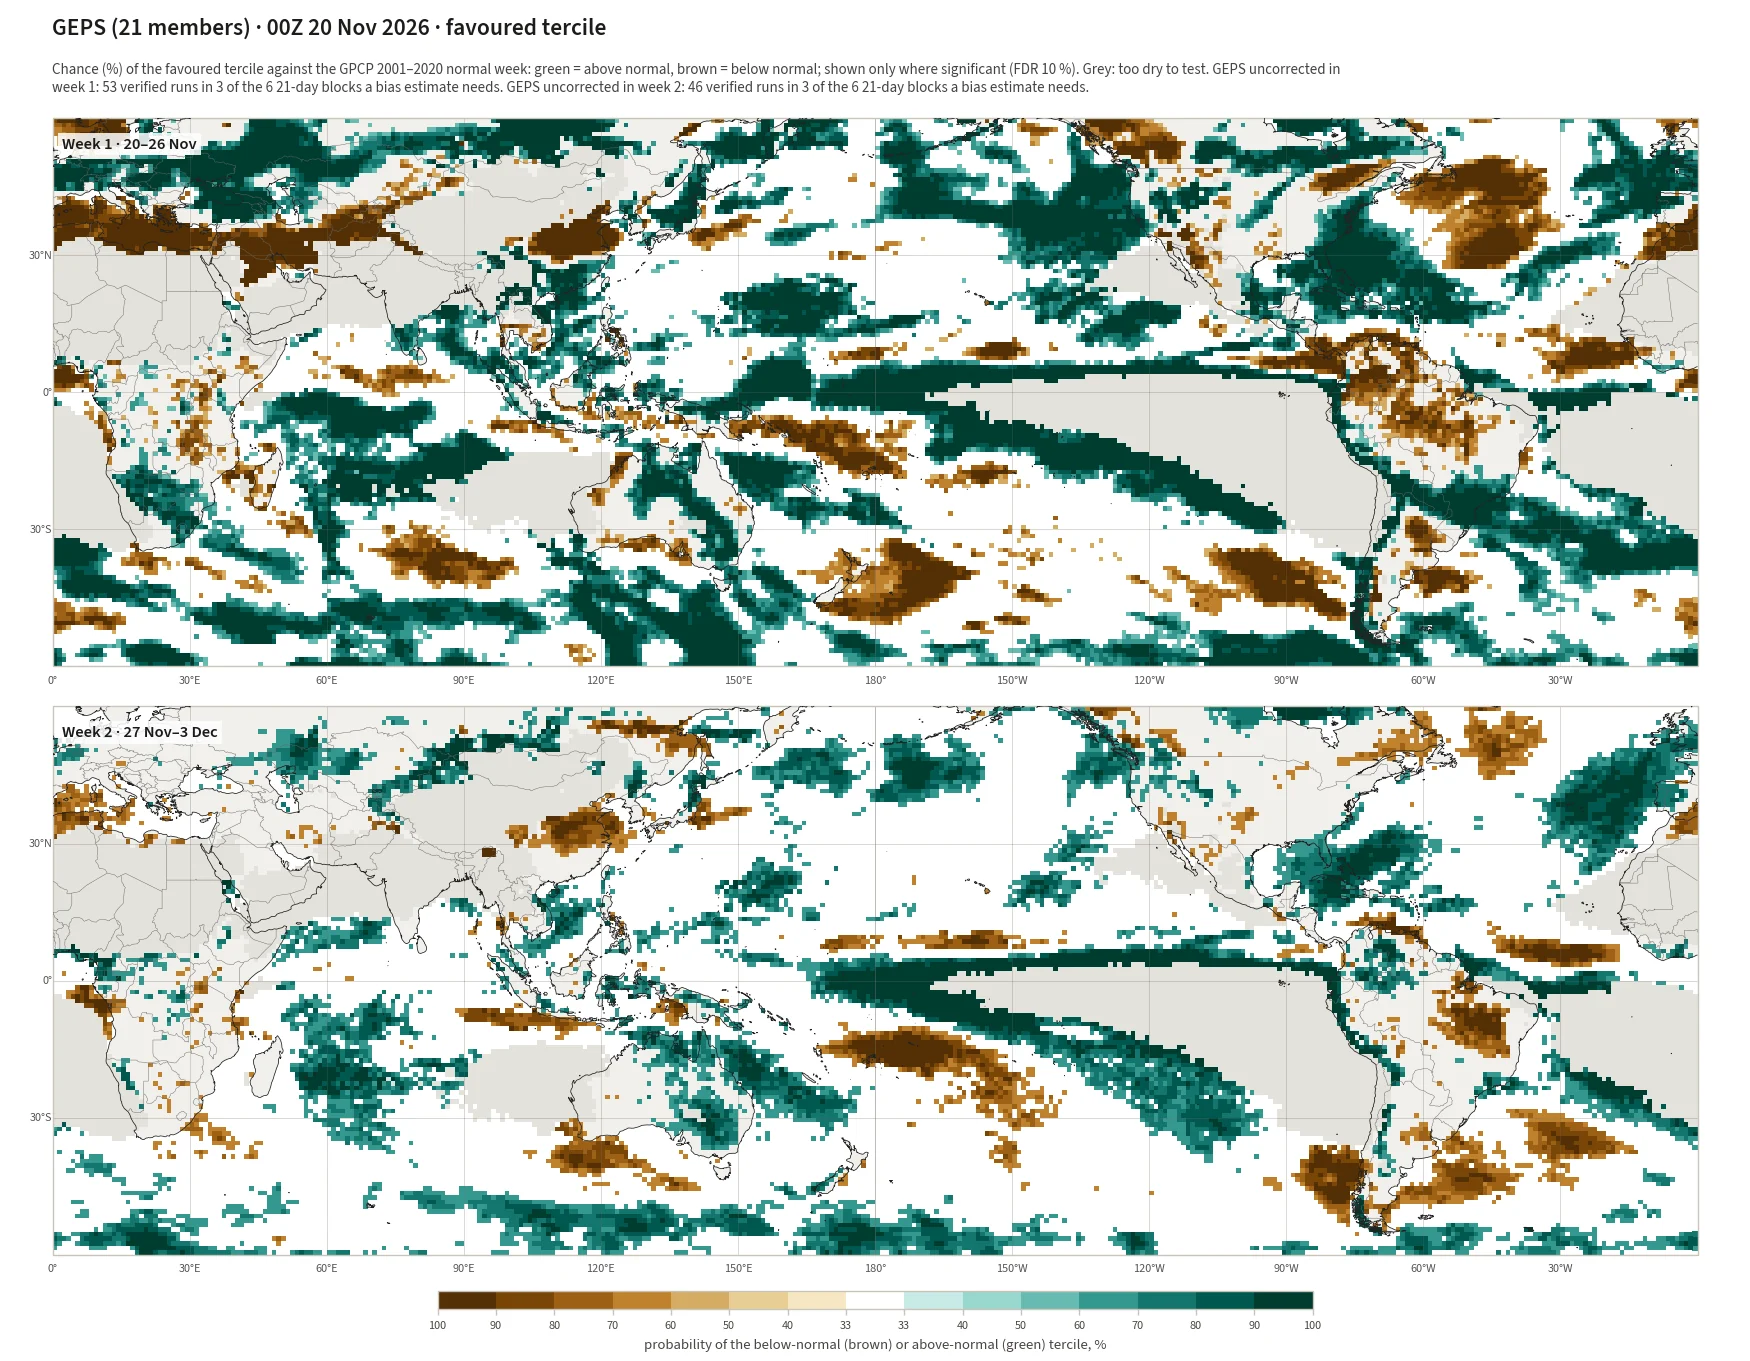 GEPS (21 members) · 00Z 20 Nov 2026 · favoured tercile
Chance (%) of the favoured tercile against the GPCP 2001–2020 normal week: green = above normal, brown = below normal; shown only where significant (FDR 10 %). Grey: too dry to test. GEPS uncorrected in
week 1: 53 verified runs in 3 of the 6 21-day blocks a bias estimate needs. GEPS uncorrected in week 2: 46 verified runs in 3 of the 6 21-day blocks a bias estimate needs.
Week 1 · 20–26 Nov
30°N
0°
30°S
0° 30°E 60°E 90°E 120°E 150°E 180° 150°W 120°W 90°W 60°W 30°W
Week 2 · 27 Nov–3 Dec
30°N
0°
30°S
0° 30°E 60°E 90°E 120°E 150°E 180° 150°W 120°W 90°W 60°W 30°W
100 90 80 70 60 50 40 33 33 40 50 60 70 80 90 100
probability of the below-normal (brown) or above-normal (green) tercile, %